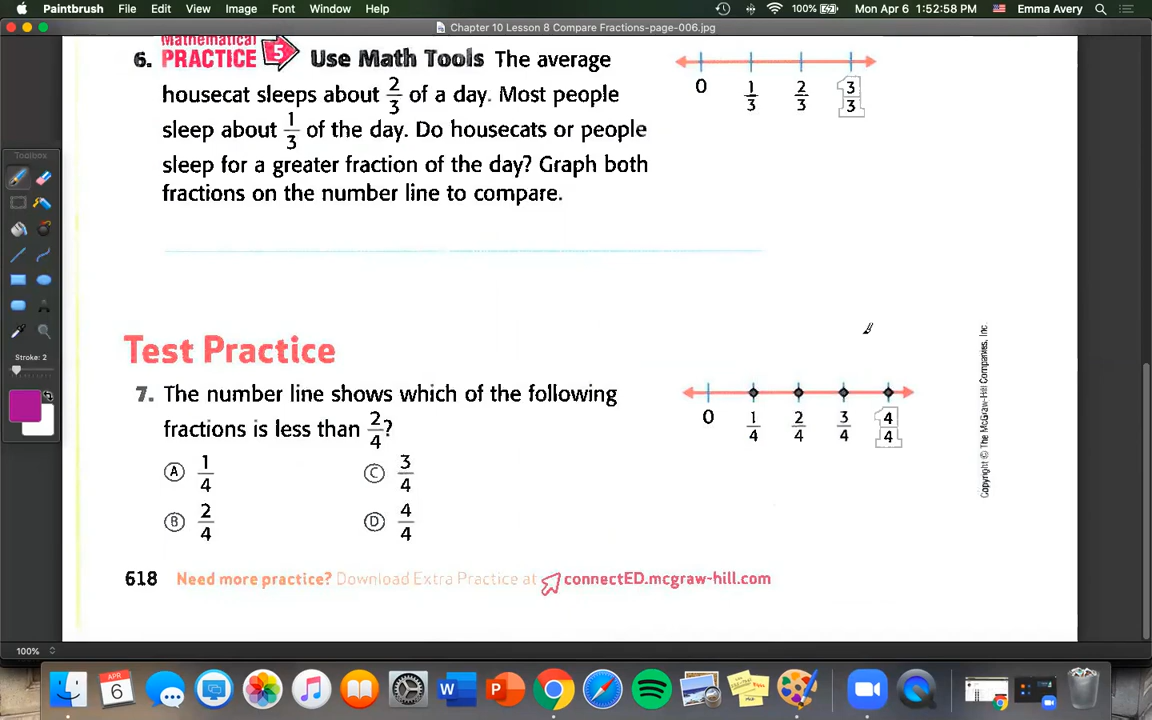 Paintbrush File Edit View Image Font Window Help 100% Mon Apr 6 1:52:58 PM Emma Avery
Chapter 10 Lesson 8 Compare Fractions-page-006.jpg
Toolbox
Stroke: 2
6. Mathematical PRACTICE 5 Use Math Tools The average
housecat sleeps about 2/3 of a day. Most people
sleep about 1/3 of the day. Do housecats or people
sleep for a greater fraction of the day? Graph both
fractions on the number line to compare.
0 1/3 2/3 3/3
Test Practice
7. The number line shows which of the following
fractions is less than 2/4?
0 1/4 2/4 3/4 4/4
A 1/4 C 3/4
B 2/4 D 4/4
Copyright © The McGraw-Hill Companies, Inc
618 Need more practice? Download Extra Practice at connectED.mcgraw-hill.com
100%
APR
6